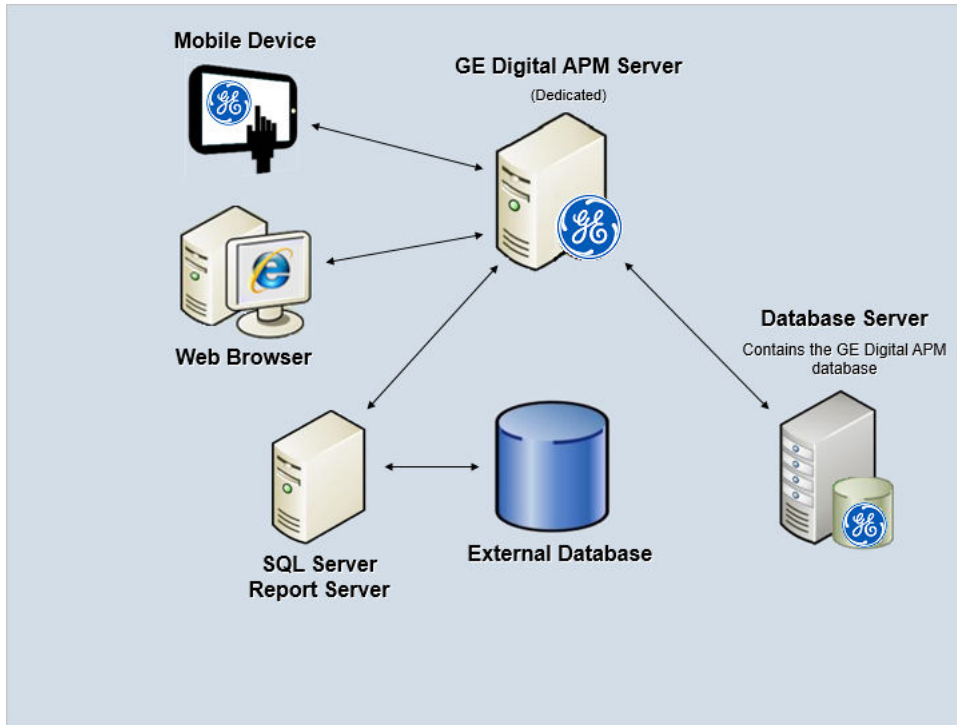 Mobile Device
GE Digital APM Server
(Dedicated)
Web Browser
Database Server
Contains the GE Digital APM
database
SQL Server
Report Server
External Database